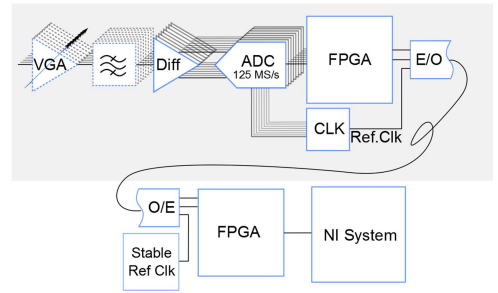 VGA
Diff
ADC
125 MS/s
FPGA
E/O
CLK
Ref.Clk
O/E
FPGA
NI System
Stable
Ref Clk